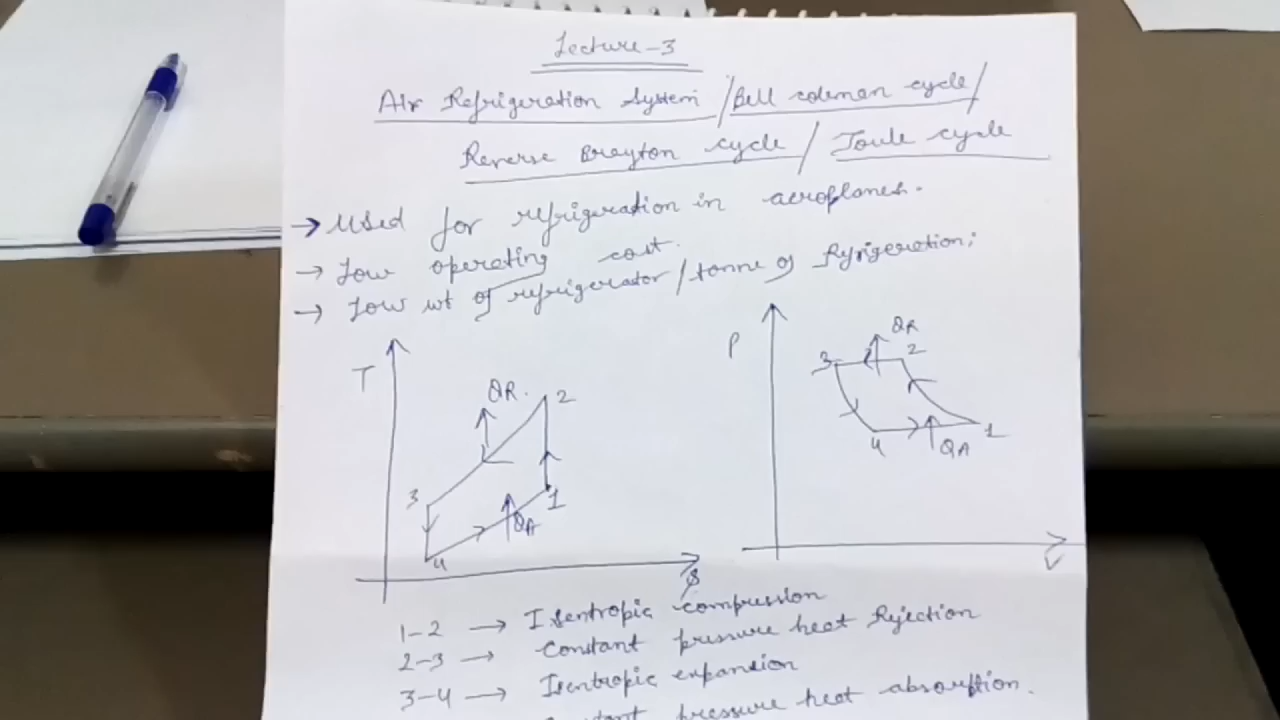 Lecture-3
Air Refrigeration System / Bell coleman cycle /
Reverse Brayton cycle / Joule cycle
→ Used for refrigeration in aeroplanes.
→ Low operating cost.
→ Low wt of refrigerator / tonne of Refrigeration;
T
QR.
2
3
1
QA
4
S
P
QR
3
2
4
1
QA
V
1-2 → Isentropic compression
2-3 → Constant pressure heat Rejection
3-4 → Isentropic expansion
pressure heat absorption.